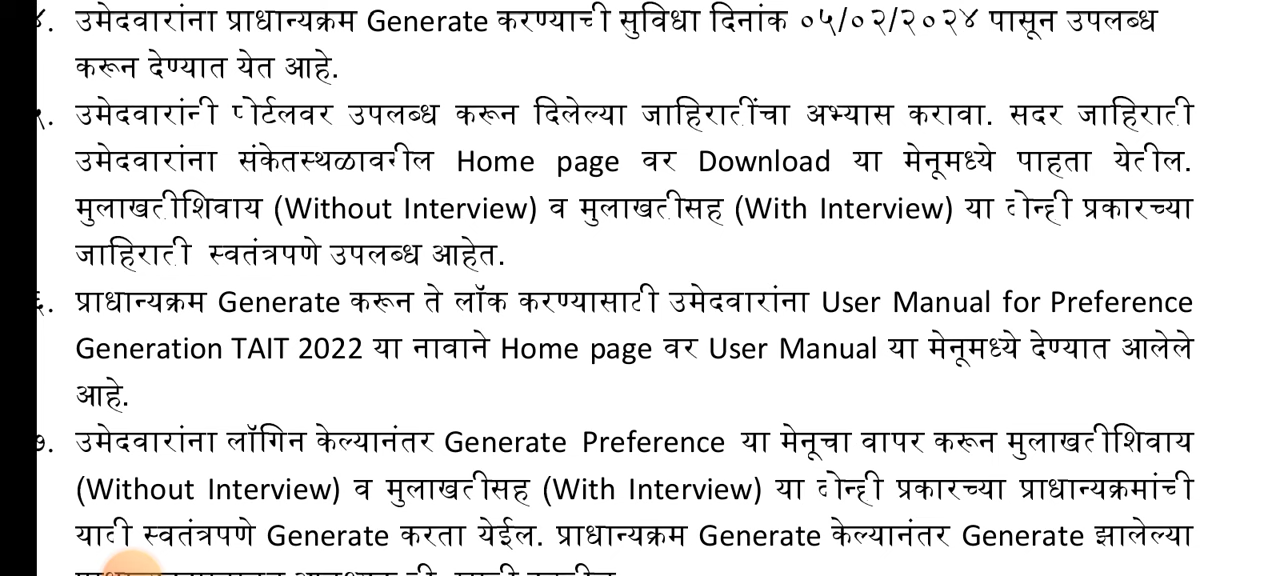 ४. उमेदवारांना प्राधान्यक्रम Generate करण्याची सुविधा दिनांक ०५/०२/२०२४ पासून उपलब्ध
करून देण्यात येत आहे.
५. उमेदवारांनी पोर्टलवर उपलब्ध करून दिलेल्या जाहिरातींचा अभ्यास करावा. सदर जाहिराती
उमेदवारांना संकेतस्थळावरील Home page वर Download या मेनूमध्ये पाहता येतील.
मुलाखतीशिवाय (Without Interview) व मुलाखतीसह (With Interview) या दोन्ही प्रकारच्या
जाहिराती स्वतंत्रपणे उपलब्ध आहेत.
६. प्राधान्यक्रम Generate करून ते लॉक करण्यासाठी उमेदवारांना User Manual for Preference
Generation TAIT 2022 या नावाने Home page वर User Manual या मेनूमध्ये देण्यात आलेले
आहे.
७. उमेदवारांना लॉगिन केल्यानंतर Generate Preference या मेनूचा वापर करून मुलाखतीशिवाय
(Without Interview) व मुलाखतीसह (With Interview) या दोन्ही प्रकारच्या प्राधान्यक्रमांची
यादी स्वतंत्रपणे Generate करता येईल. प्राधान्यक्रम Generate केल्यानंतर Generate झालेल्या